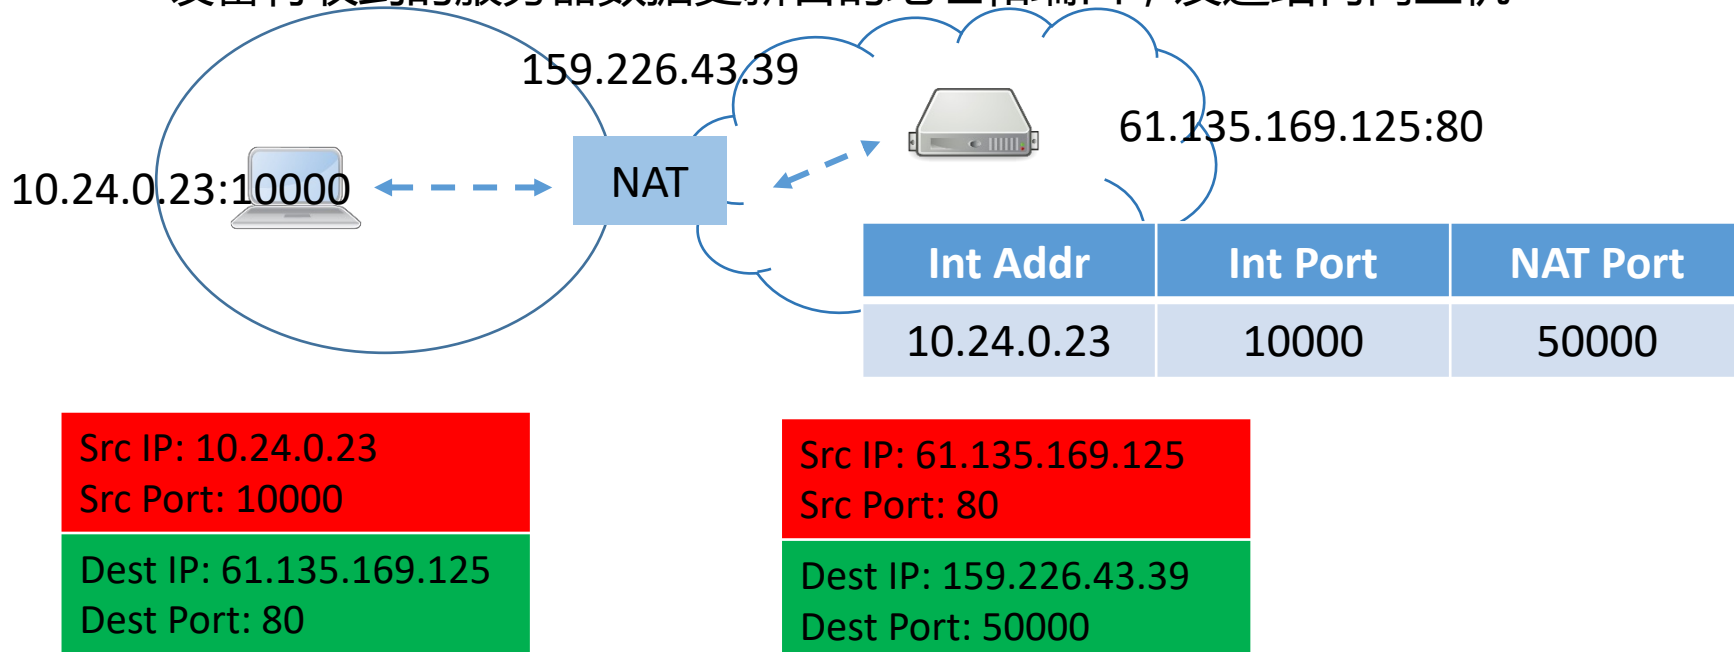 159.226.43.39
61.135.169.125:80
10.24.0.23:10000
NAT
Int Addr Int Port NAT Port
10.24.0.23 10000 50000
Src IP: 10.24.0.23
Src Port: 10000
Dest IP: 61.135.169.125
Dest Port: 80
Src IP: 61.135.169.125
Src Port: 80
Dest IP: 159.226.43.39
Dest Port: 50000